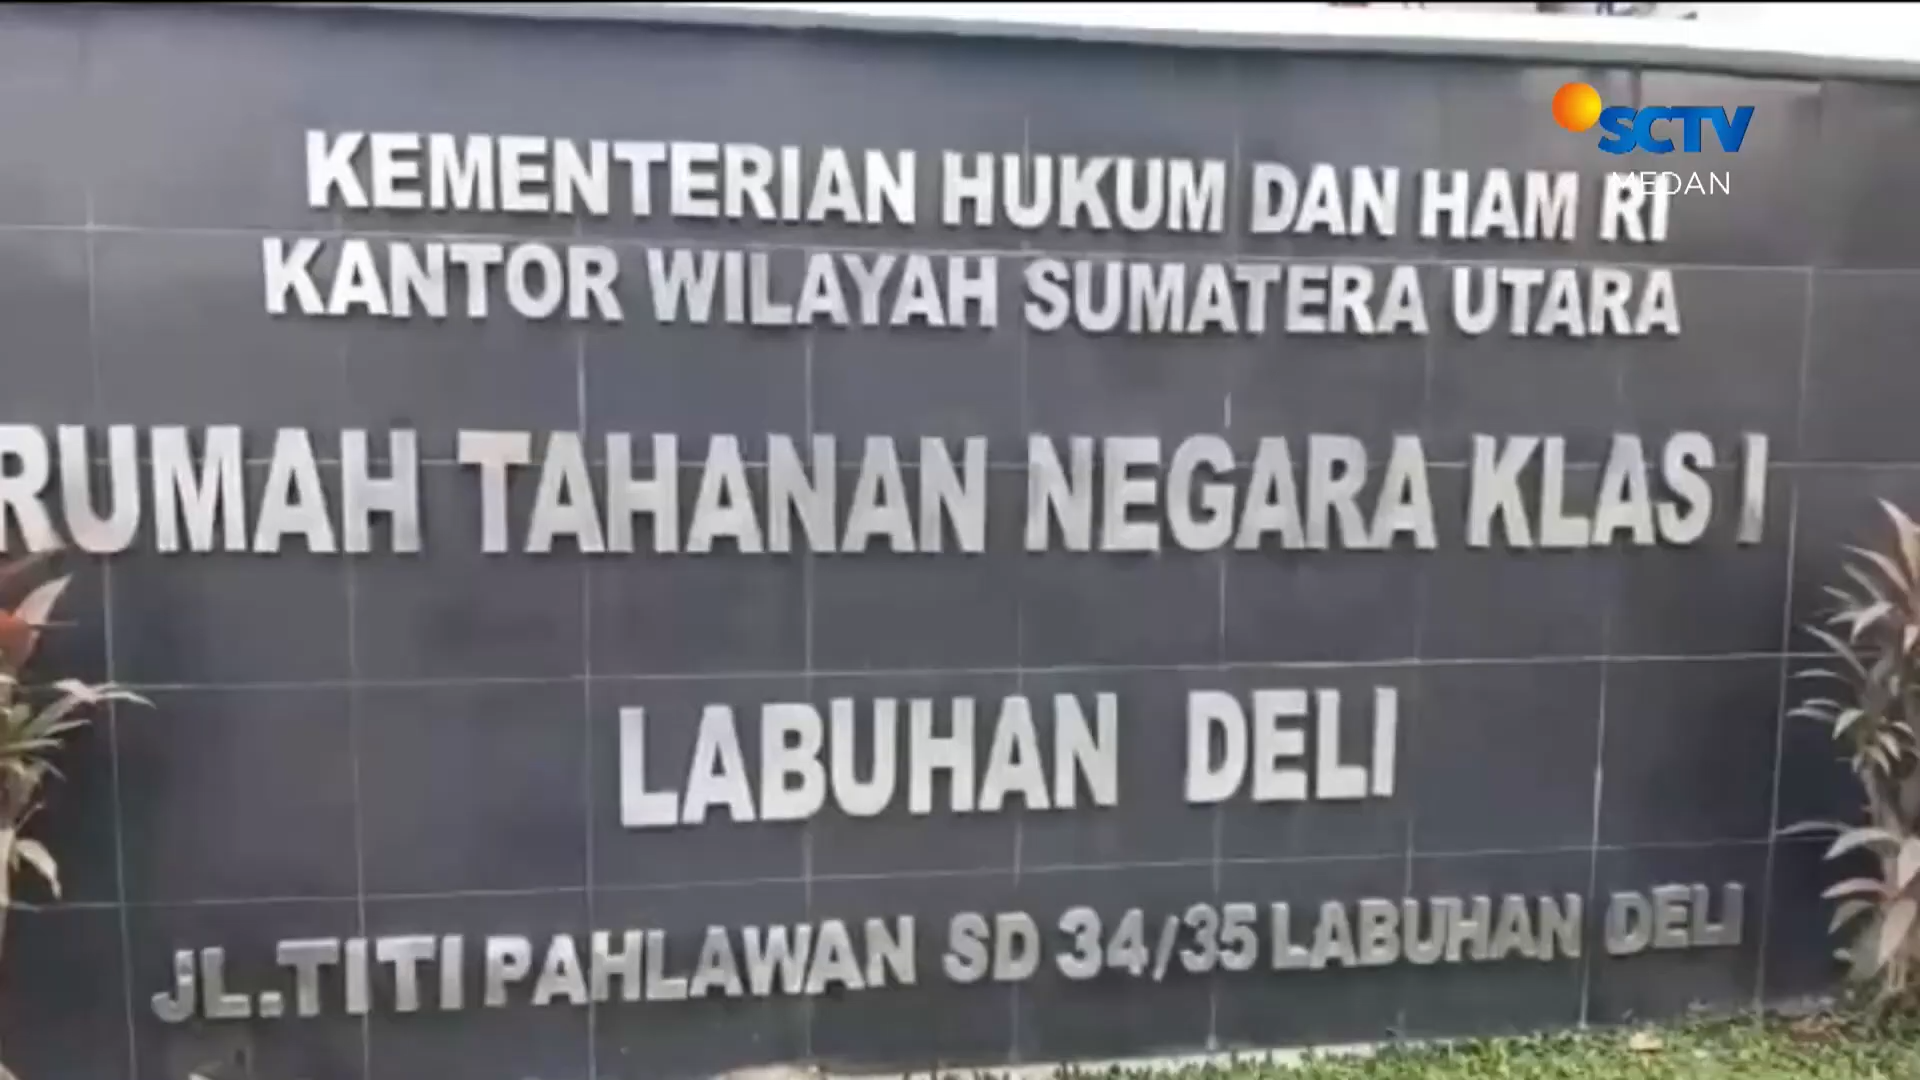 SCTV
MEDAN
KEMENTERIAN HUKUM DAN HAM RI
KANTOR WILAYAH SUMATERA UTARA
RUMAH TAHANAN NEGARA KLAS I
LABUHAN DELI
JL.TITI PAHLAWAN SD 34/35 LABUHAN DELI